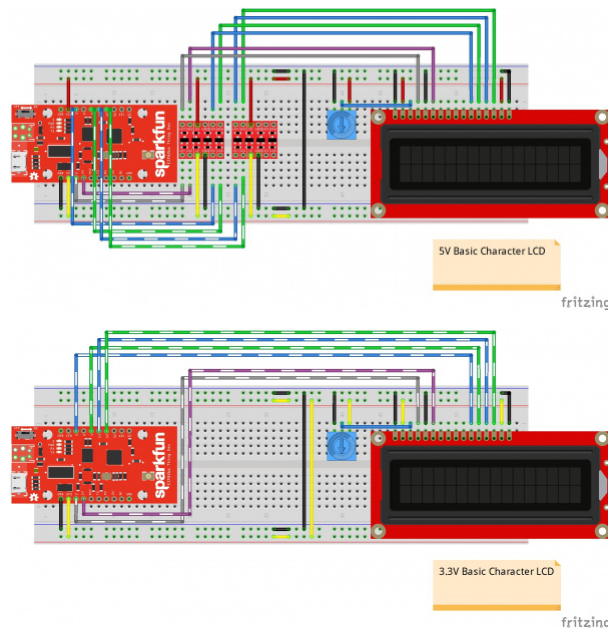 sparkfun
5V Basic Character LCD
fritzing
sparkfun
3.3V Basic Character LCD
fritzing